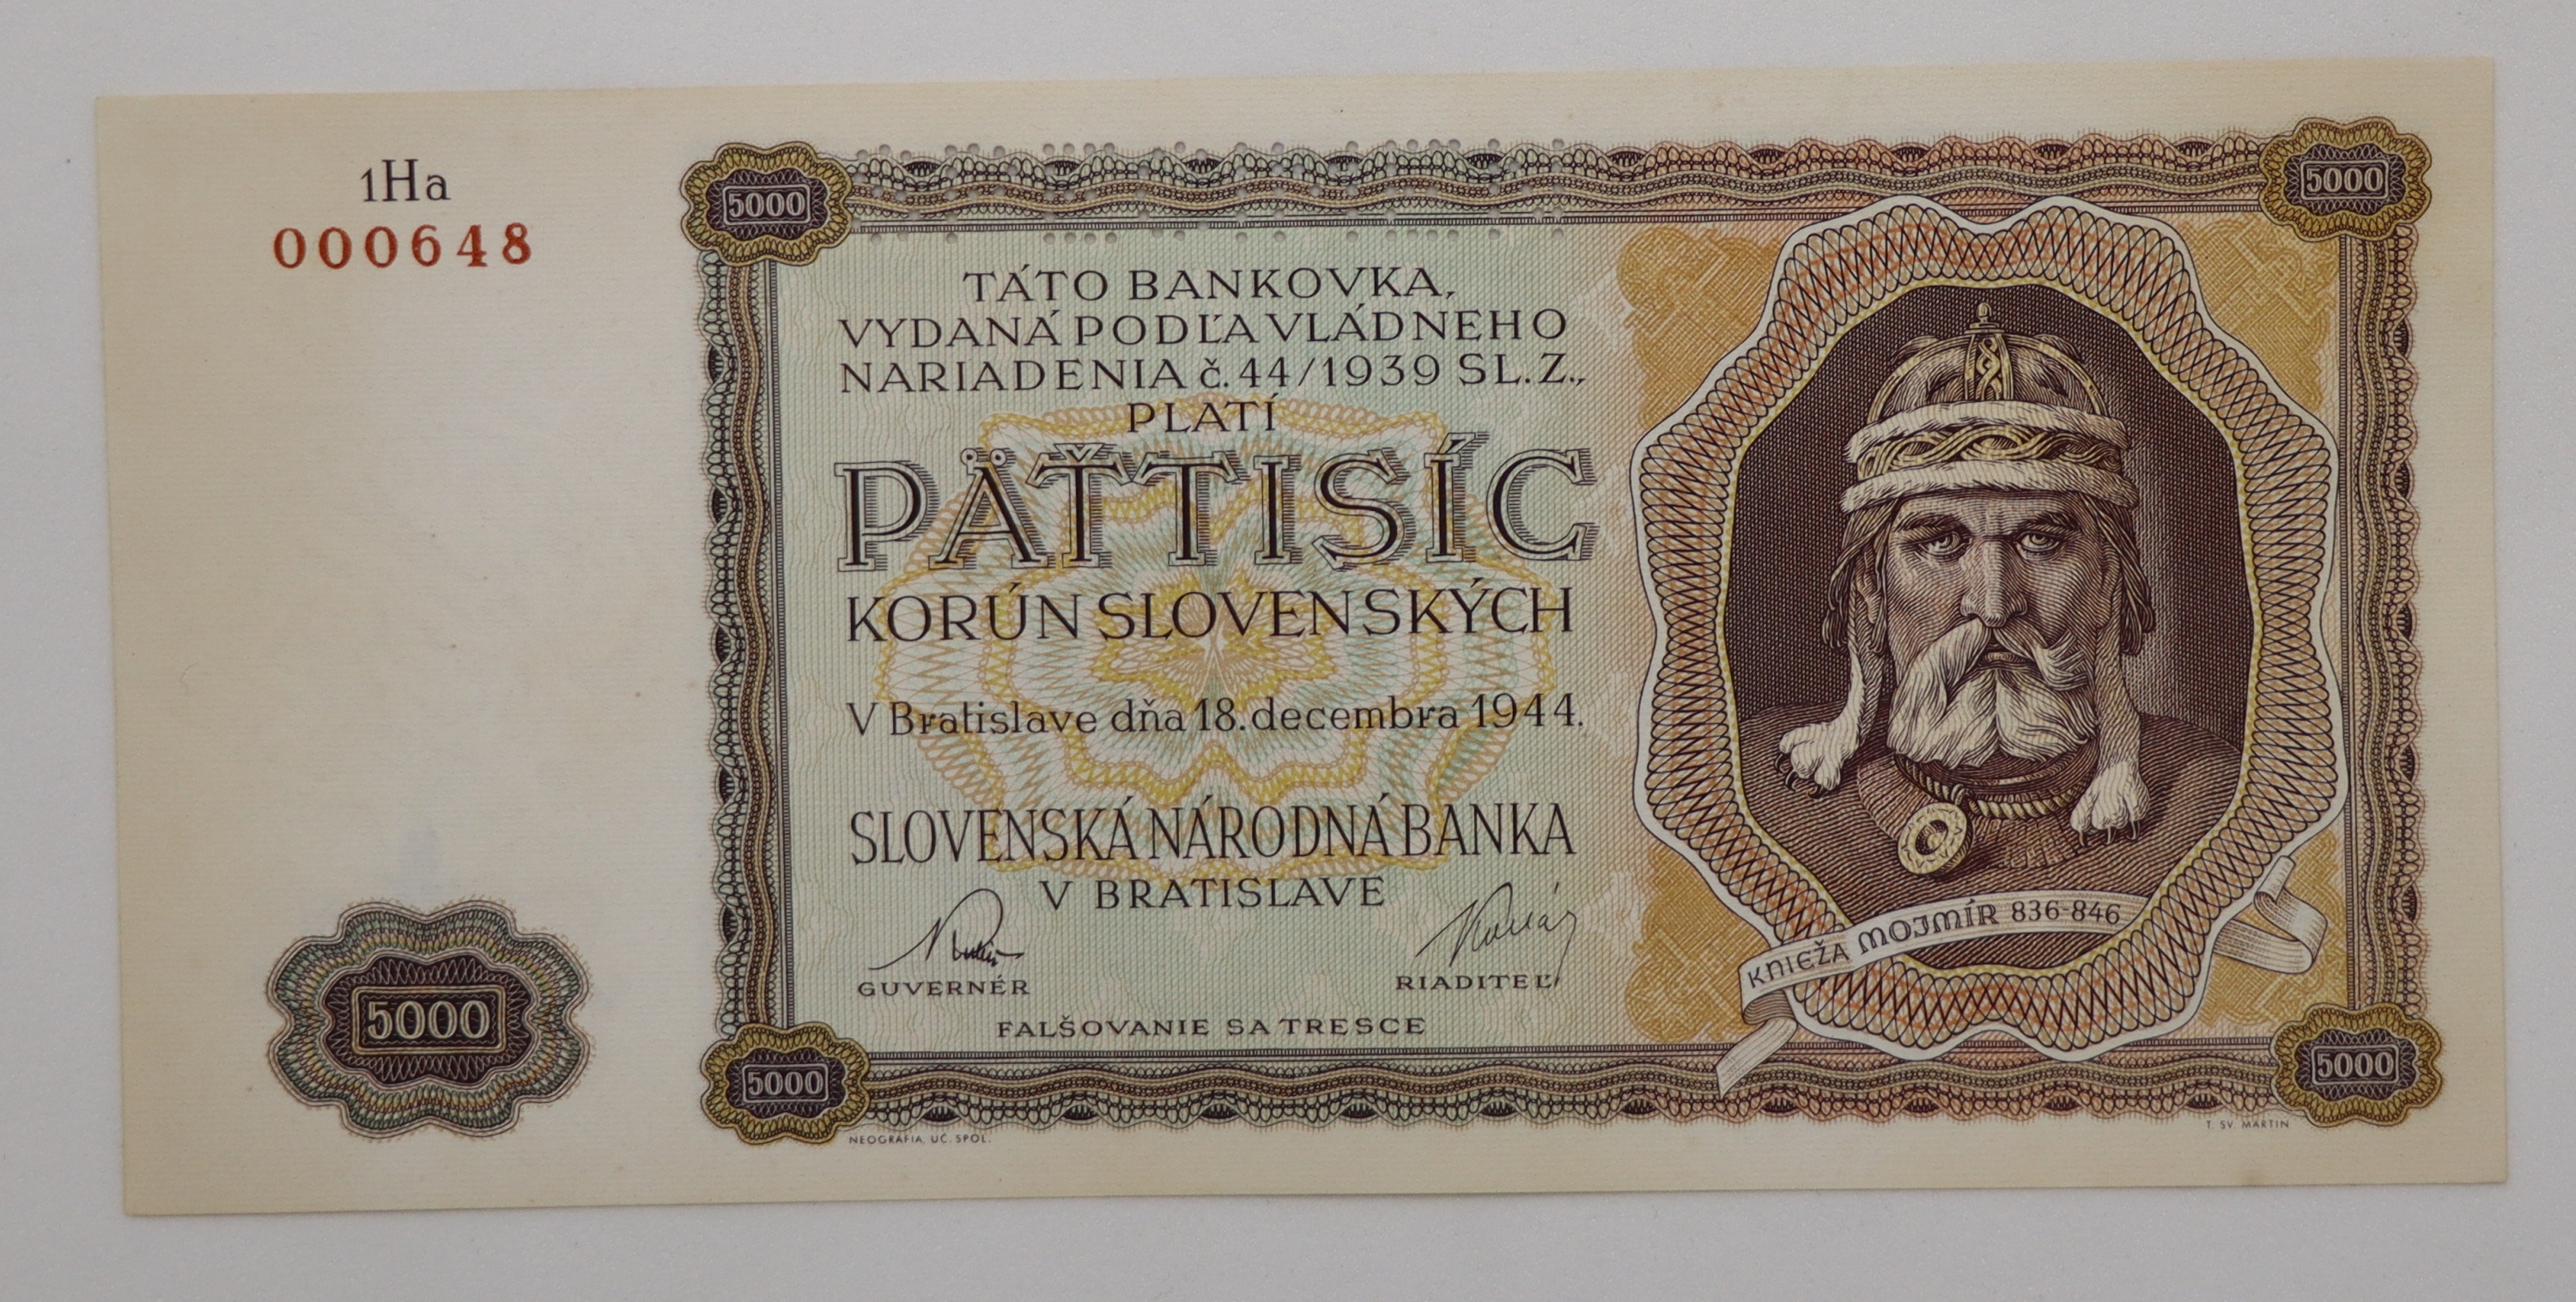 1Ha
000648
5000
5000
TÁTO BANKOVKA,
VYDANÁ PODĽA VLÁDNEHO
NARIADENIA č. 44/1939 SL. Z.,
PLATÍ
PÄŤTISÍC
KORÚN SLOVENSKÝCH
V Bratislave dňa 18. decembra 1944.
SLOVENSKÁ NÁRODNÁ BANKA
V BRATISLAVE
GUVERNÉR
RIADITEĽ
FALŠOVANIE SA TRESCE
KNIEŽA MOJMÍR 836-846
5000
5000
5000
NEOGRAFIA, UČ. SPOL.
T. SV. MARTIN